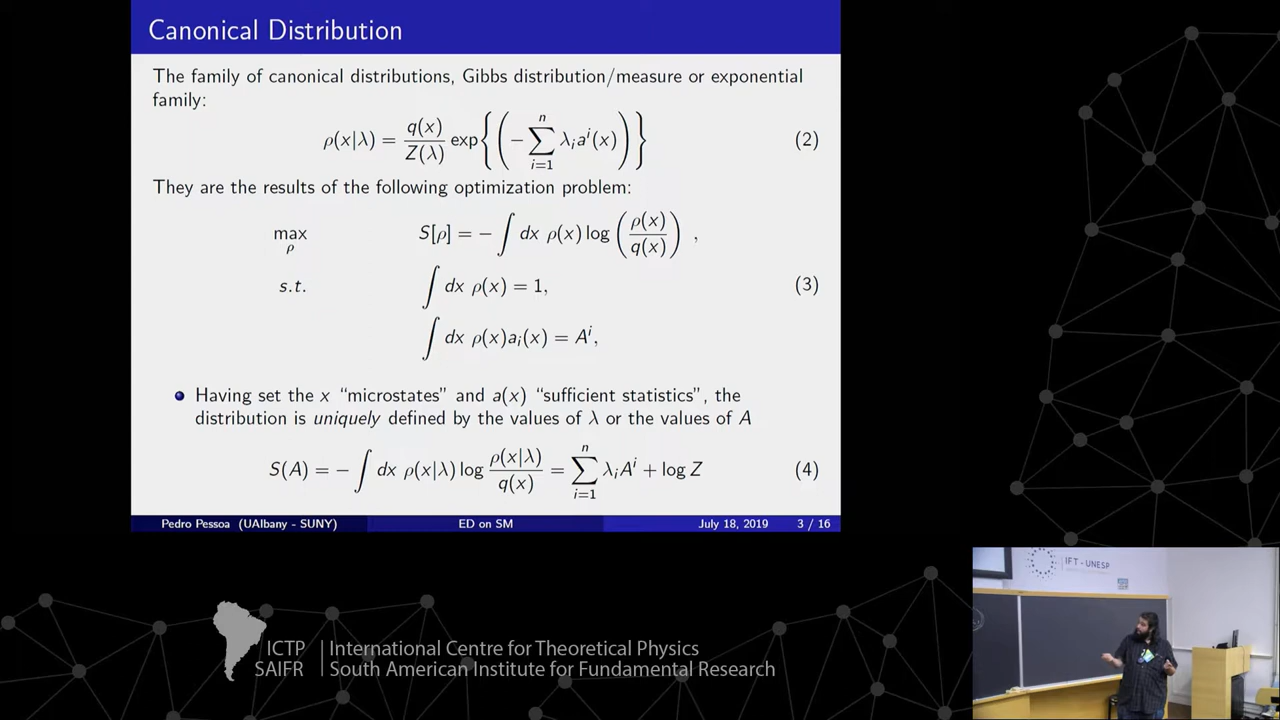 Canonical Distribution
The family of canonical distributions, Gibbs distribution/measure or exponential
family:
ρ(x|λ) = q(x)/Z(λ) exp{(−∑_{i=1}^{n} λ_i a^i(x))} (2)
They are the results of the following optimization problem:
max_ρ S[ρ] = −∫ dx ρ(x) log(ρ(x)/q(x)) ,
s.t. ∫ dx ρ(x) = 1, (3)
∫ dx ρ(x)a_i(x) = A^i,
Having set the x “microstates” and a(x) “sufficient statistics”, the
distribution is uniquely defined by the values of λ or the values of A
S(A) = −∫ dx ρ(x|λ) log ρ(x|λ)/q(x) = ∑_{i=1}^{n} λ_i A^i + log Z (4)
Pedro Pessoa (UAlbany - SUNY) ED on SM July 18, 2019 3 / 16
IFT - UNESP
ICTP | International Centre for Theoretical Physics
SAIFR | South American Institute for Fundamental Research